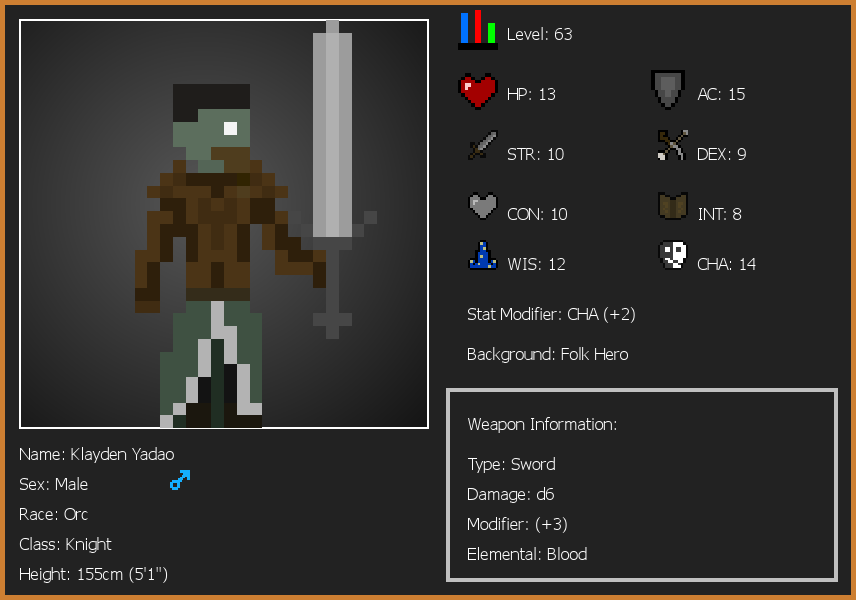 Level: 63
HP: 13
AC: 15
STR: 10
DEX: 9
CON: 10
INT: 8
WIS: 12
CHA: 14
Stat Modifier: CHA (+2)
Background: Folk Hero
Weapon Information:
Type: Sword
Damage: d6
Modifier: (+3)
Elemental: Blood
Name: Klayden Yadao
Sex: Male
Race: Orc
Class: Knight
Height: 155cm (5'1")